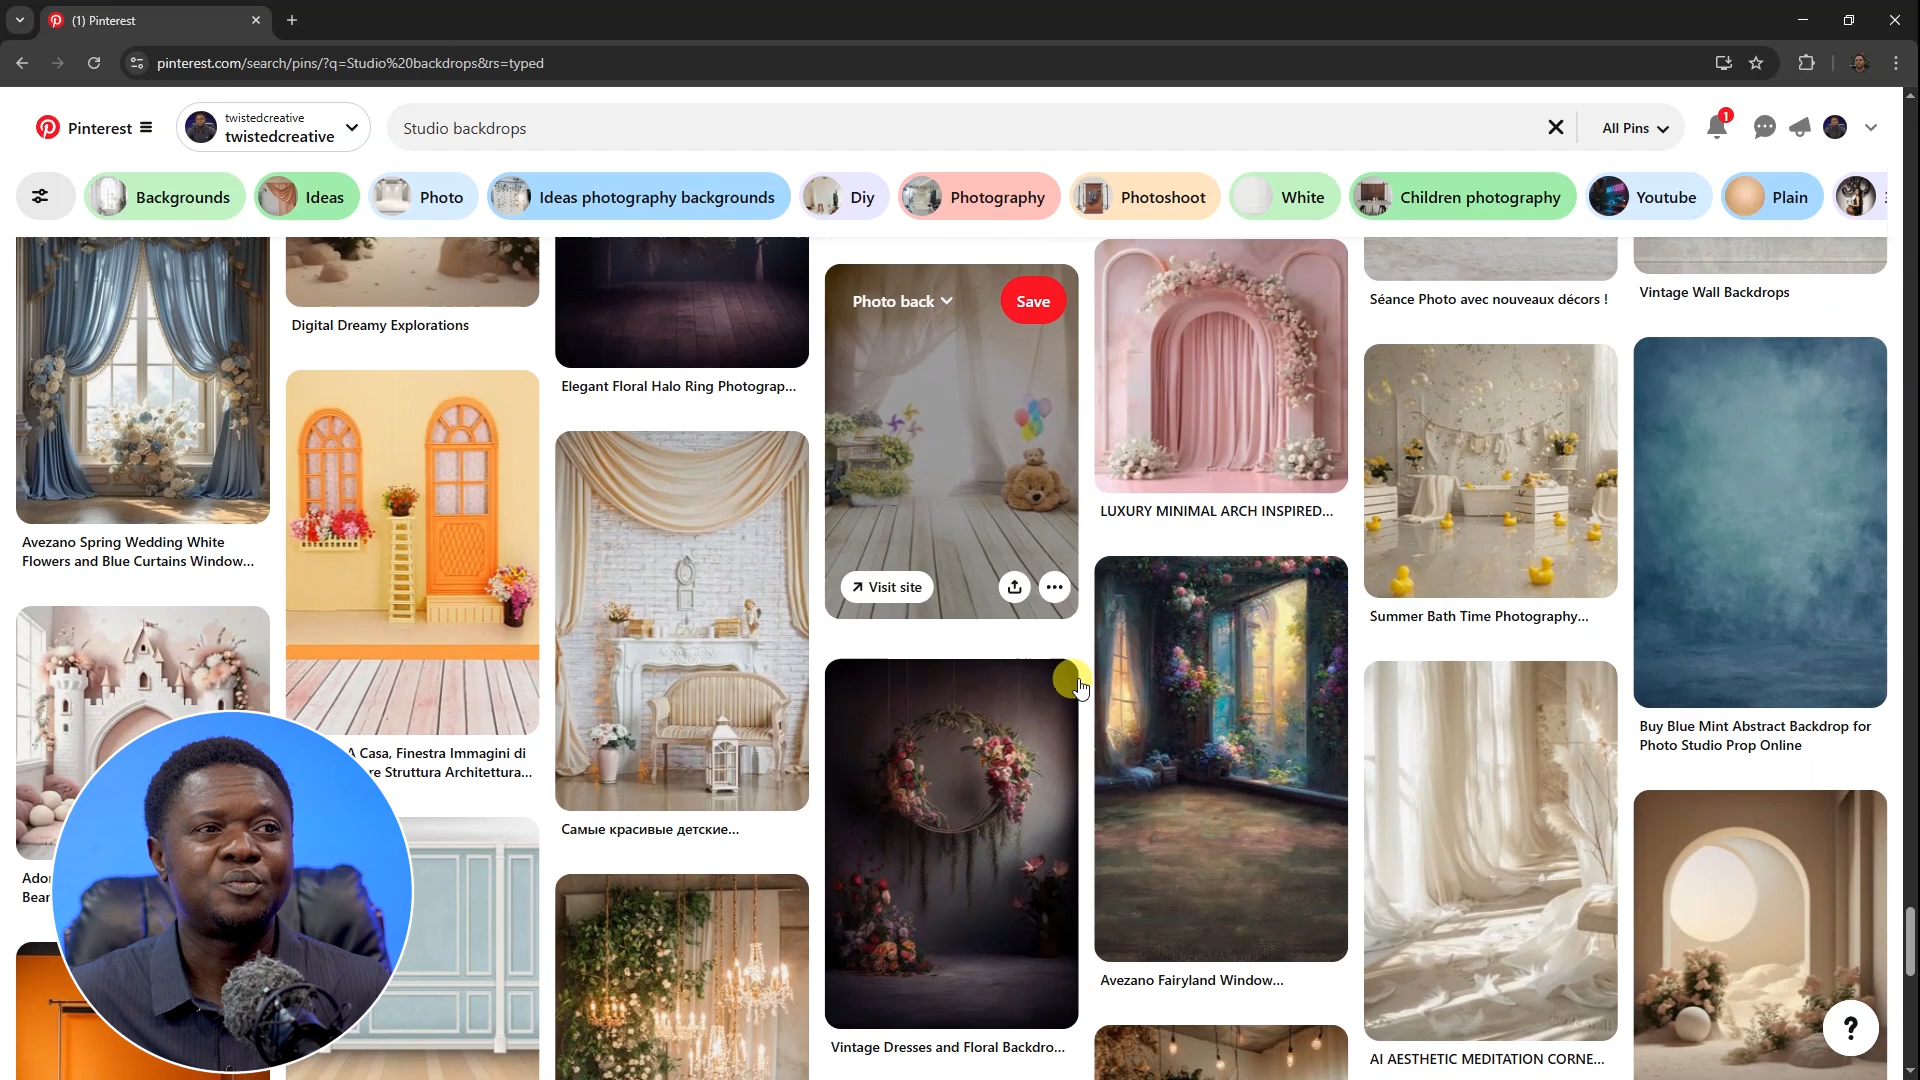 (1) Pinterest
pinterest.com/search/pins/?q=Studio%20backdrops&rs=typed
Pinterest
twistedcreative
twistedcreative
Studio backdrops
All Pins
1
Backgrounds
Ideas
Photo
Ideas photography backgrounds
Diy
Photography
Photoshoot
White
Children photography
Youtube
Plain
Avezano Spring Wedding White
Flowers and Blue Curtains Window...
Digital Dreamy Explorations
A Casa, Finestra Immagini di
re Struttura Architettura...
Elegant Floral Halo Ring Photograp...
Самые красивые детские...
Photo back
Save
Visit site
Vintage Dresses and Floral Backdro...
LUXURY MINIMAL ARCH INSPIRED...
Avezano Fairyland Window...
Séance Photo avec nouveaux décors !
Summer Bath Time Photography...
AI AESTHETIC MEDITATION CORNE...
Vintage Wall Backdrops
Buy Blue Mint Abstract Backdrop for
Photo Studio Prop Online
?